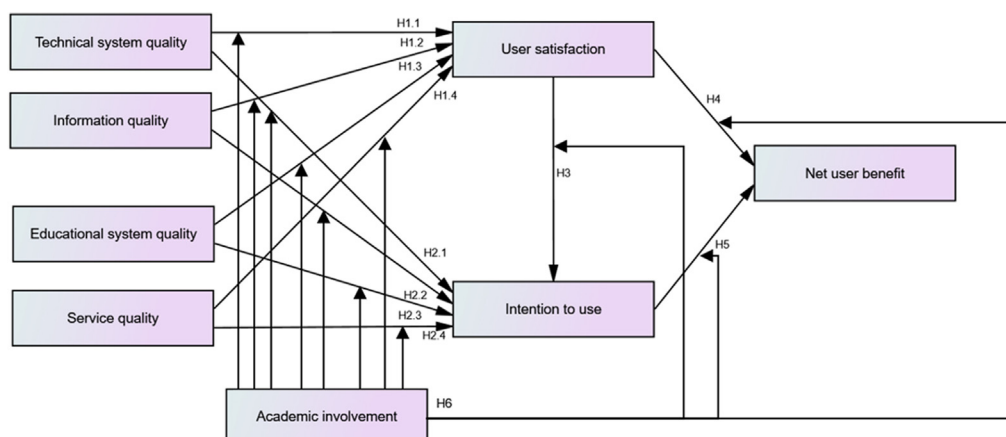 Technical system quality
H1.1
User satisfaction
H1.2
H1.3
H1.4
H4
Information quality
H3
Net user benefit
Educational system quality
H2.1
H5
H2.2
Intention to use
Service quality
H2.3
H2.4
Academic involvement
H6